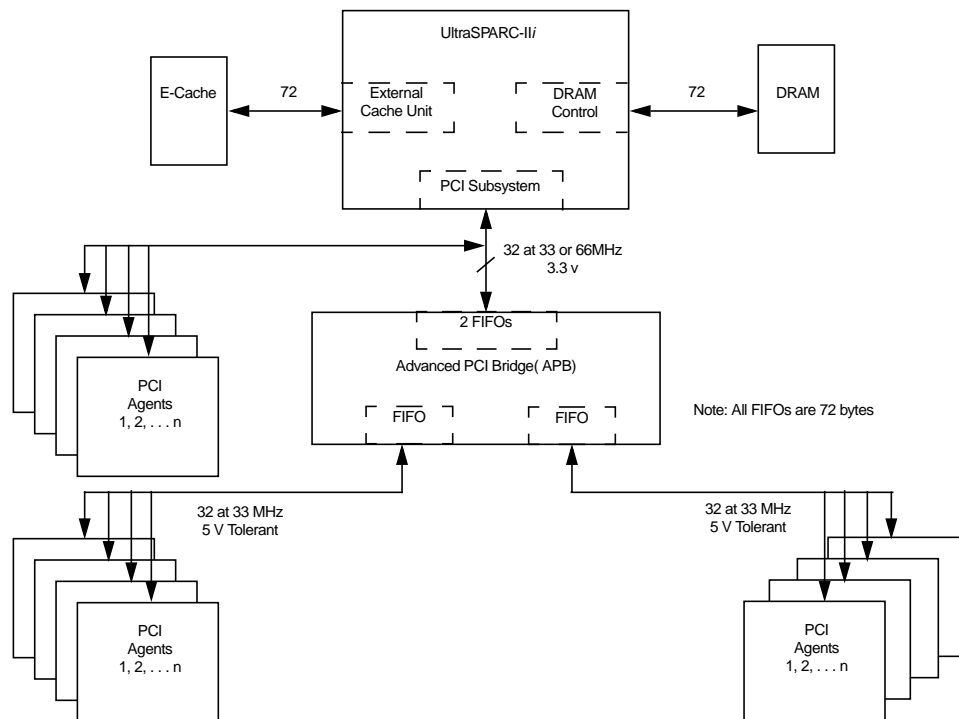 UltraSPARC-IIi
E-Cache
72
External
Cache Unit
DRAM
Control
72
DRAM
PCI Subsystem
32 at 33 or 66MHz
3.3 v
2 FIFOs
Advanced PCI Bridge( APB)
FIFO
FIFO
Note: All FIFOs are 72 bytes
PCI
Agents
1, 2, . . . n
32 at 33 MHz
5 V Tolerant
32 at 33 MHz
5 V Tolerant
PCI
Agents
1, 2, . . . n
PCI
Agents
1, 2, . . . n